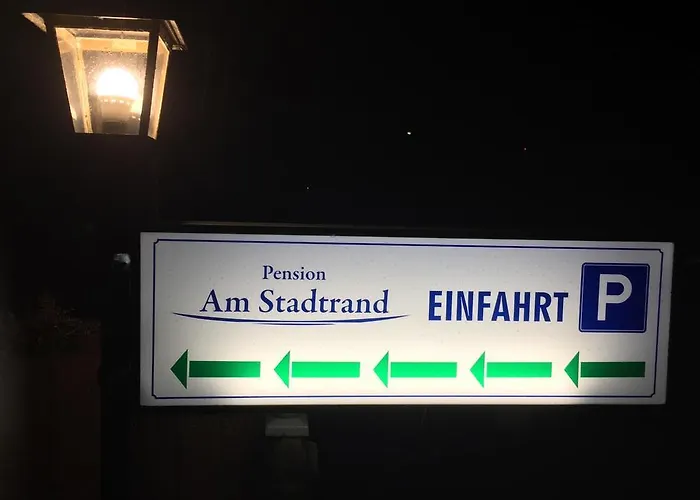 Pension
Am Stadtrand
EINFAHRT P